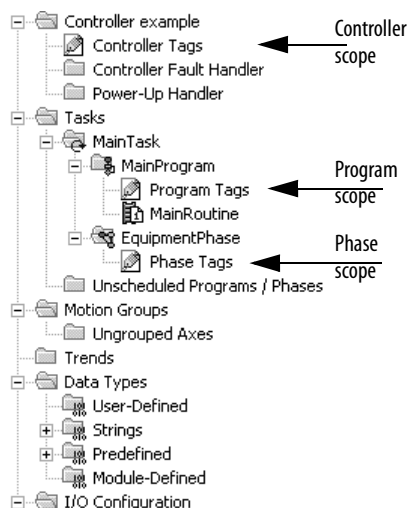 Controller example
Controller Tags
Controller scope
Controller Fault Handler
Power-Up Handler
Tasks
MainTask
MainProgram
Program Tags
Program scope
MainRoutine
EquipmentPhase
Phase Tags
Phase scope
Unscheduled Programs / Phases
Motion Groups
Ungrouped Axes
Trends
Data Types
User-Defined
Strings
Predefined
Module-Defined
I/O Configuration